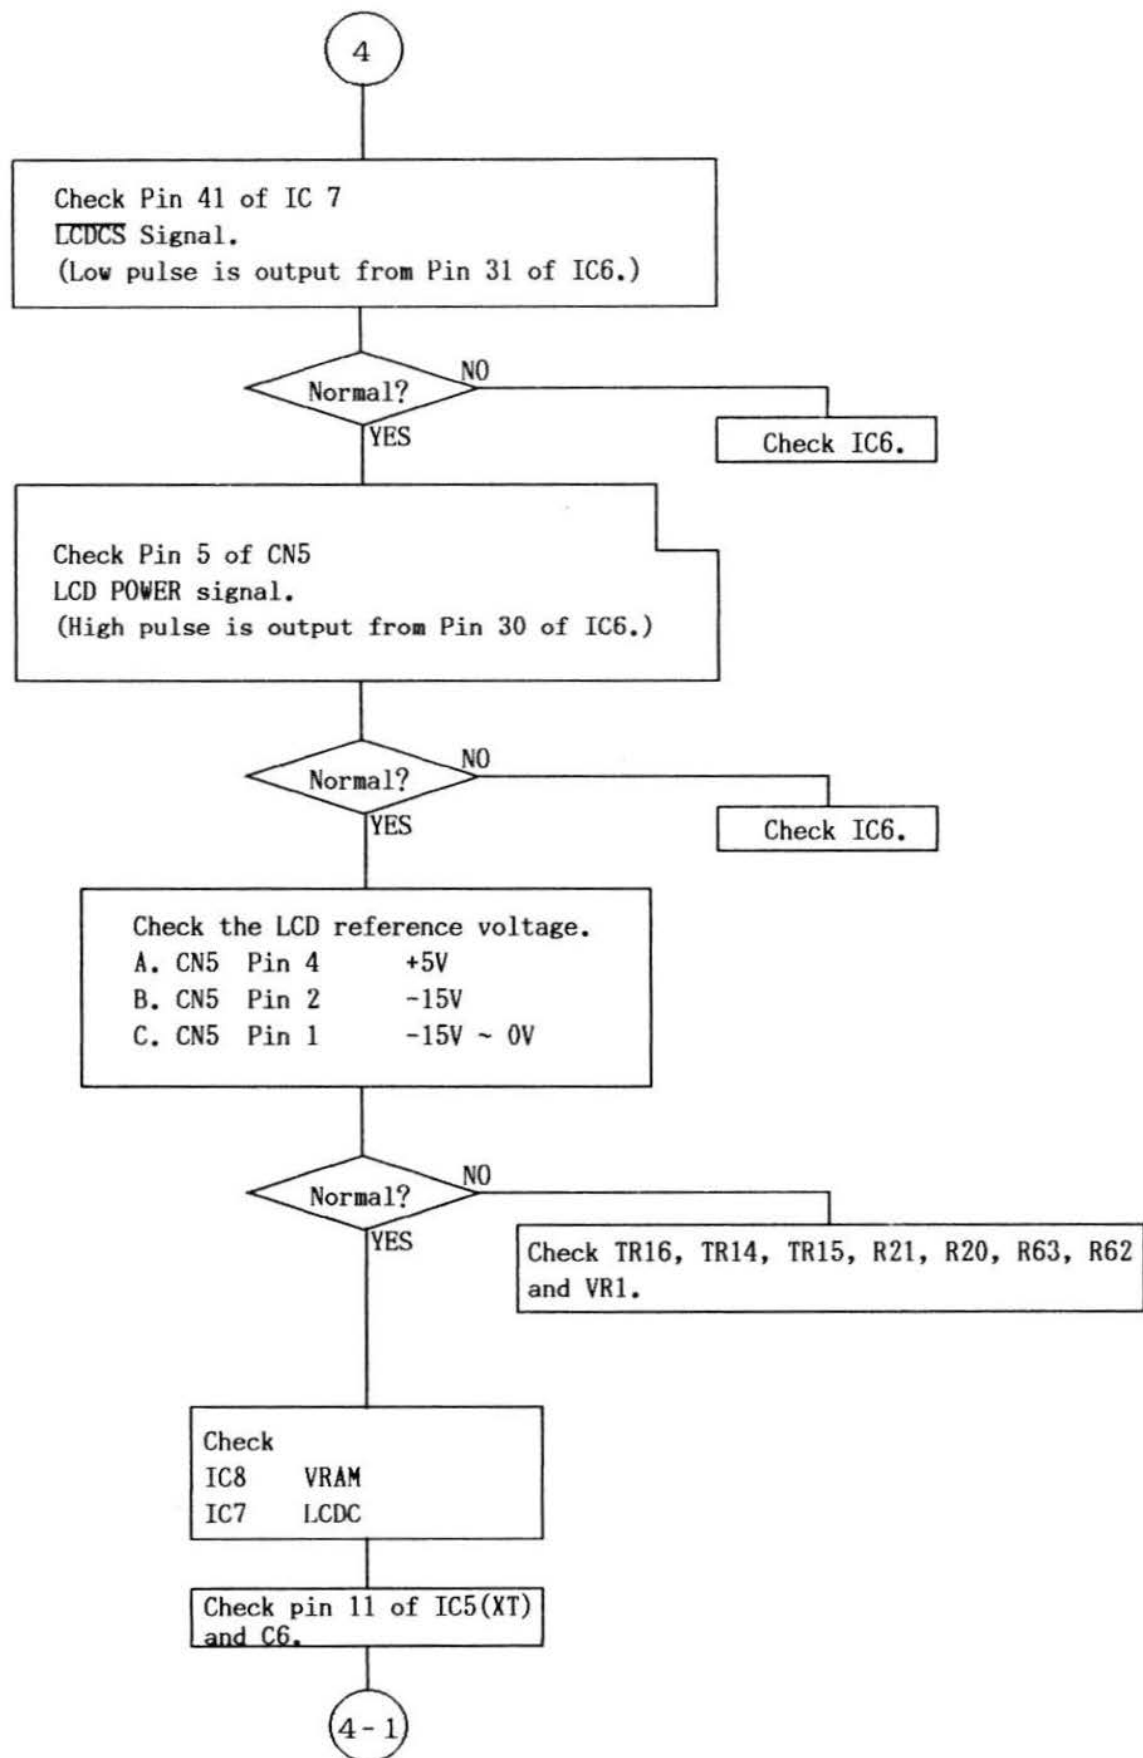 4
Check Pin 41 of IC 7
L̅C̅D̅C̅S̅ Signal.
(Low pulse is output from Pin 31 of IC6.)
Normal?
NO
YES
Check IC6.
Check Pin 5 of CN5
LCD POWER signal.
(High pulse is output from Pin 30 of IC6.)
Normal?
NO
YES
Check IC6.
Check the LCD reference voltage.
A. CN5 Pin 4 +5V
B. CN5 Pin 2 -15V
C. CN5 Pin 1 -15V ~ 0V
Normal?
NO
YES
Check TR16, TR14, TR15, R21, R20, R63, R62
and VR1.
Check
IC8 VRAM
IC7 LCDC
Check pin 11 of IC5(XT)
and C6.
4-1